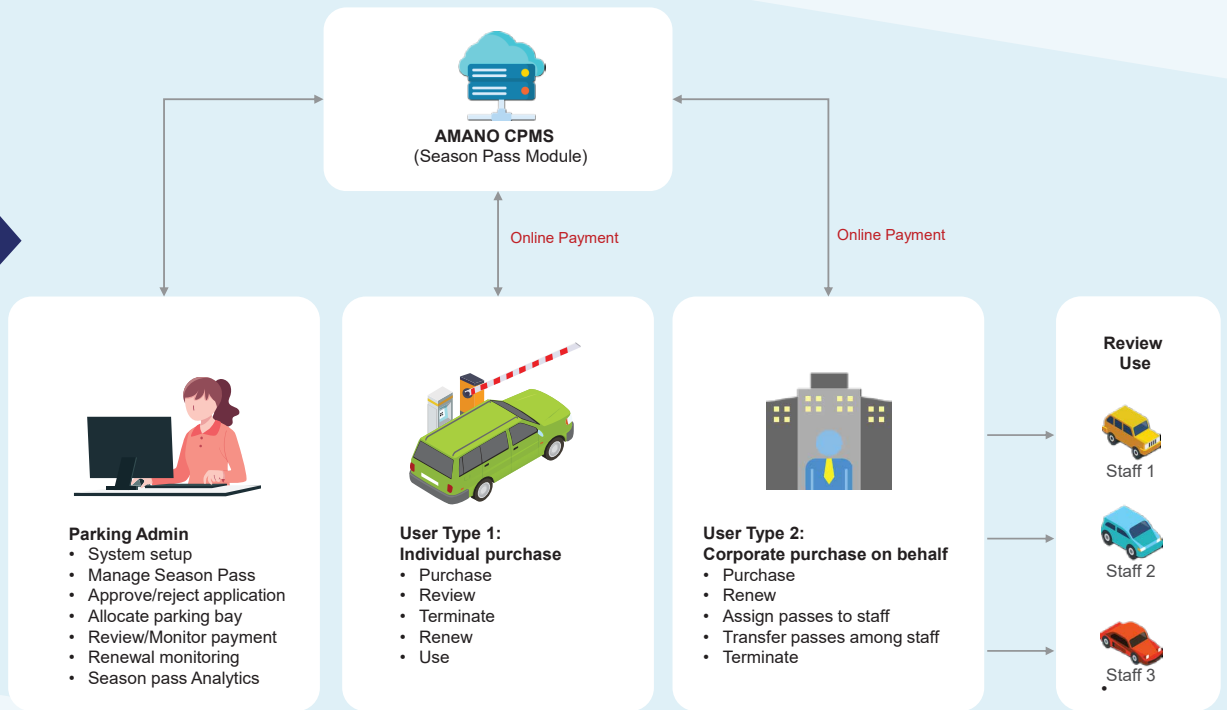 AMANO CPMS
(Season Pass Module)
Online Payment
Online Payment
Parking Admin
• System setup
• Manage Season Pass
• Approve/reject application
• Allocate parking bay
• Review/Monitor payment
• Renewal monitoring
• Season pass Analytics
User Type 1:
Individual purchase
• Purchase
• Review
• Terminate
• Renew
• Use
User Type 2:
Corporate purchase on behalf
• Purchase
• Renew
• Assign passes to staff
• Transfer passes among staff
• Terminate
Review
Use
Staff 1
Staff 2
Staff 3
•